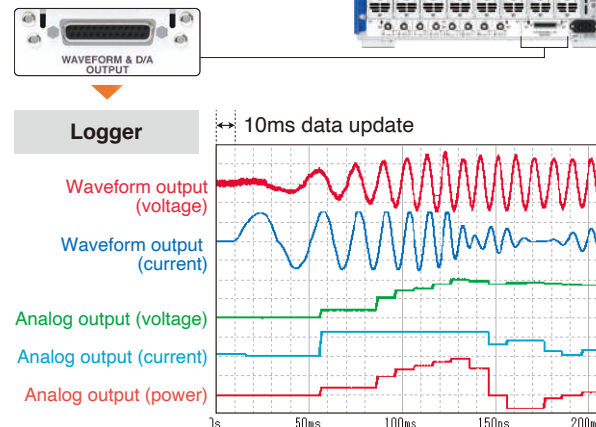 WAVEFORM & D/A
OUTPUT
Logger
10ms data update
Waveform output
(voltage)
Waveform output
(current)
Analog output (voltage)
Analog output (current)
Analog output (power)
50ms
100ms
150ms
200m